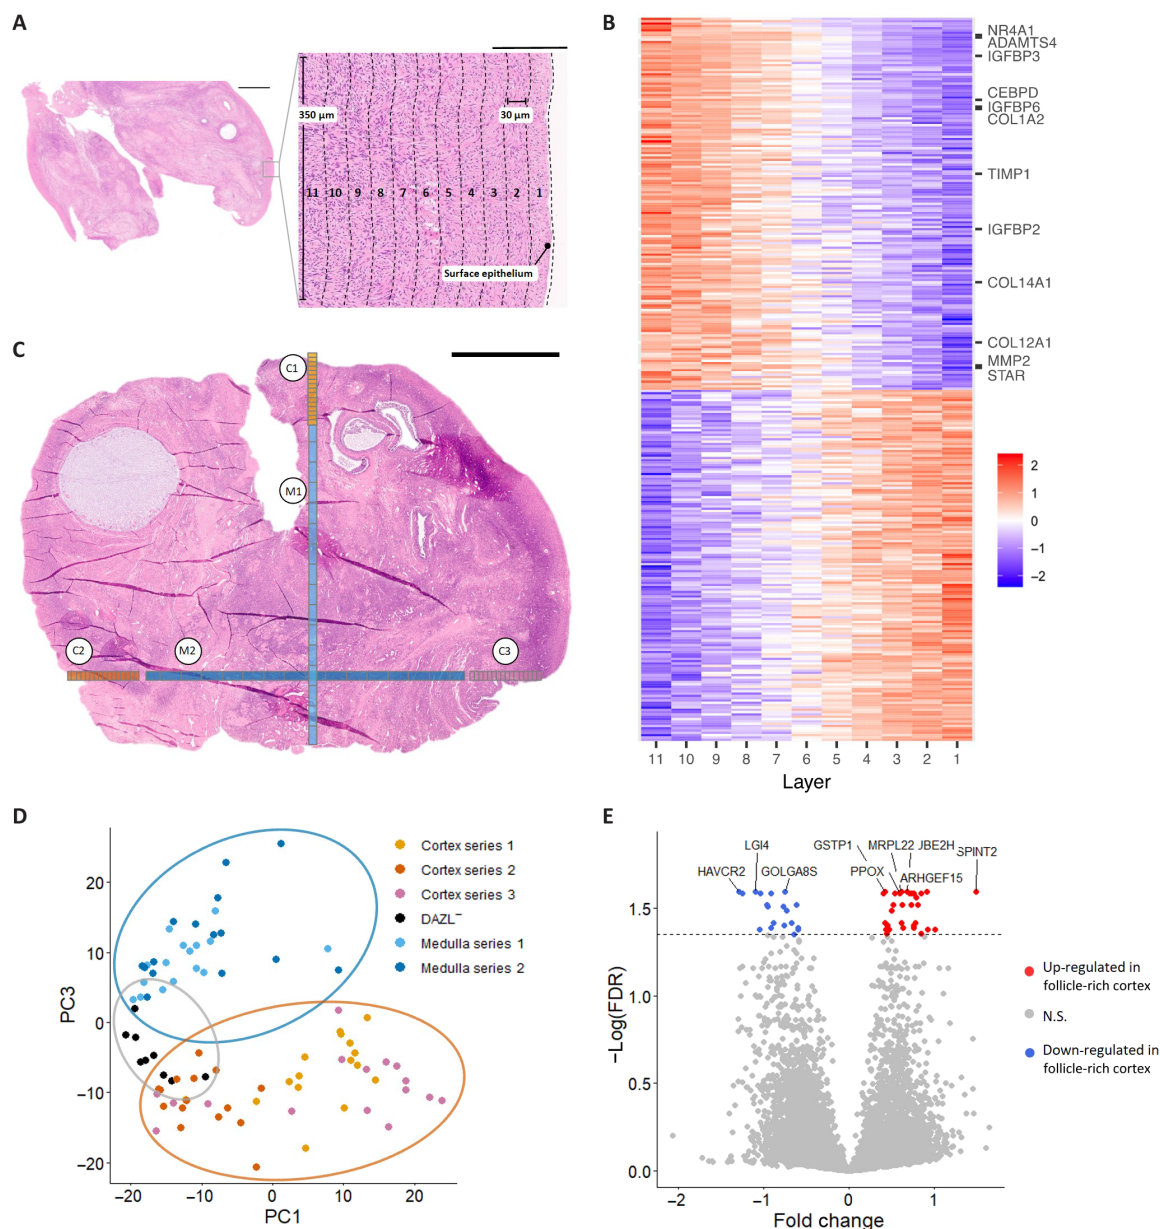 A
350 µm
30 µm
11 10 9 8 7 6 5 4 3 2 1
Surface epithelium
B
NR4A1
ADAMTS4
IGFBP3
CEBPD
IGFBP6
COL1A2
TIMP1
IGFBP2
COL14A1
COL12A1
MMP2
STAR
2
1
0
−1
−2
11 10 9 8 7 6 5 4 3 2 1
Layer
C
C1
M1
C2
M2
C3
D
20
10
0
−10
−20
PC3
−20 −10 0 10 20
PC1
Cortex series 1
Cortex series 2
Cortex series 3
DAZL⁻
Medulla series 1
Medulla series 2
E
LGI4
GSTP1
MRPL22
JBE2H
SPINT2
HAVCR2
GOLGA8S
PPOX
ARHGEF15
1.5
1.0
0.5
0.0
−Log(FDR)
−2 −1 0 1
Fold change
Up-regulated in
follicle-rich cortex
N.S.
Down-regulated in
follicle-rich cortex